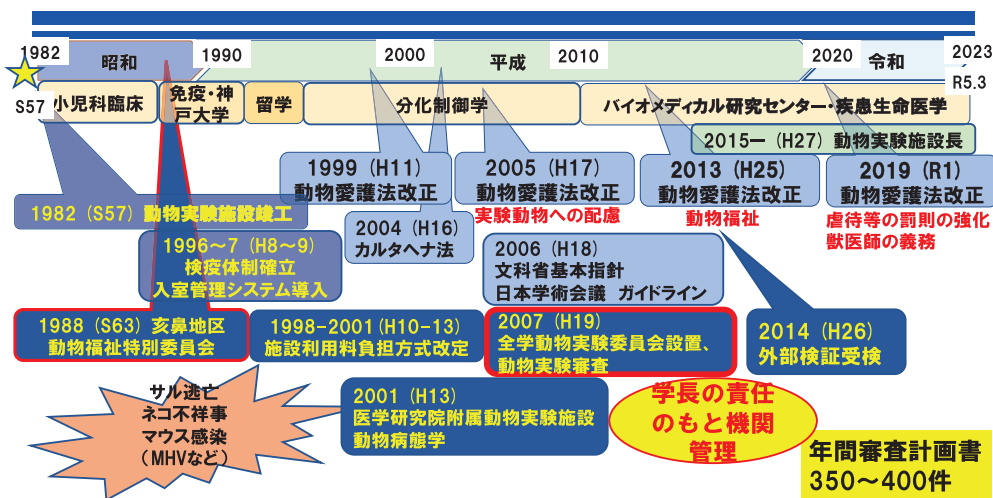 1982
1990
2000
2010
2020
2023
昭和
平成
令和
S57
R5.3
小児科臨床
免疫・神
戸大学
留学
分化制御学
バイオメディカル研究センター・疾患生命医学
2015ー（H27）動物実験施設長
1999（H11）
動物愛護法改正
2005（H17）
動物愛護法改正
実験動物への配慮
2013（H25）
動物愛護法改正
動物福祉
2019（R1）
動物愛護法改正
虐待等の罰則の強化
獣医師の義務
1982（S57）動物実験施設竣工
2004（H16）
カルタヘナ法
1996～7（H8～9）
検疫体制確立
入室管理システム導入
2006（H18）
文科省基本指針
日本学術会議　ガイドライン
1988（S63）亥鼻地区
動物福祉特別委員会
1998-2001（H10-13）
施設利用料負担方式改定
2007（H19）
全学動物実験委員会設置、
動物実験審査
2014（H26）
外部検証受検
サル逃亡
ネコ不祥事
マウス感染
（MHVなど）
2001（H13）
医学研究院附属動物実験施設
動物病態学
学長の責任
のもと機関
管理
年間審査計画書
350～400件